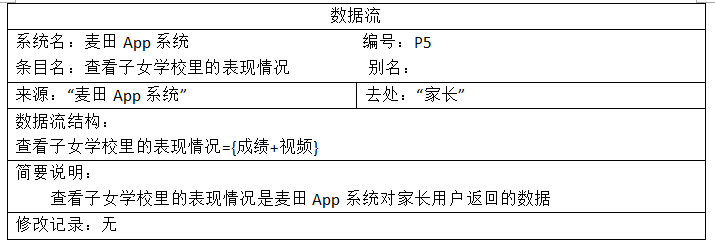 数据流
系统名：麦田 App 系统 编号：P5
条目名：查看子女学校里的表现情况 别名：
来源：“麦田 App 系统” 去处：“家长”
数据流结构：
查看子女学校里的表现情况={成绩+视频}
简要说明：
查看子女学校里的表现情况是麦田 App 系统对家长用户返回的数据
修改记录：无